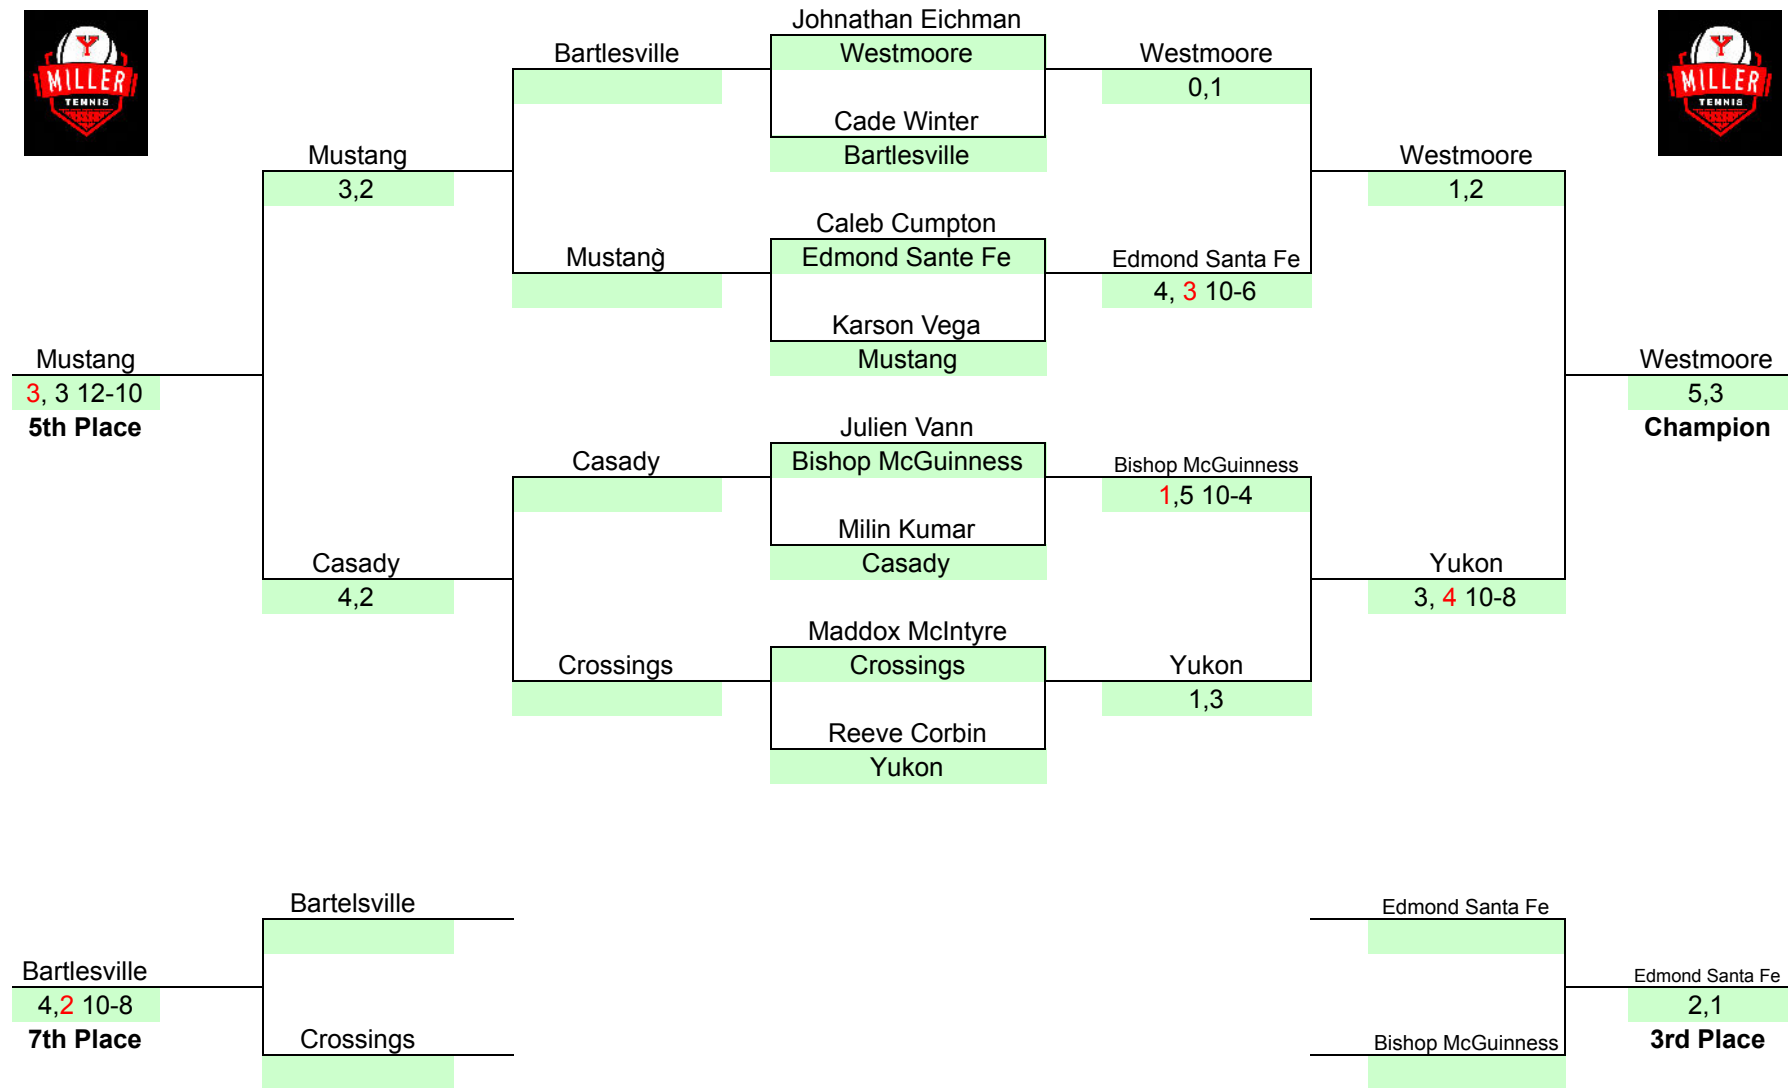 Johnathan Eichman
Y
MILLER
TENNIS
Bartlesville
Westmoore
Westmoore
Y
MILLER
TENNIS
0,1
Cade Winter
Mustang
Bartlesville
Westmoore
3,2
1,2
Caleb Cumpton
Mustang̀
Edmond Sante Fe
Edmond Santa Fe
4, 3 10-6
Karson Vega
Mustang
Mustang
Westmoore
3, 3 12-10
5,3
5th Place
Julien Vann
Champion
Casady
Bishop McGuinness
Bishop McGuinness
1,5 10-4
Milin Kumar
Casady
Casady
Yukon
4,2
3, 4 10-8
Maddox McIntyre
Crossings
Crossings
Yukon
1,3
Reeve Corbin
Yukon
Bartelsville
Edmond Santa Fe
Bartlesville
Edmond Santa Fe
4,2 10-8
2,1
7th Place
Crossings
Bishop McGuinness
3rd Place